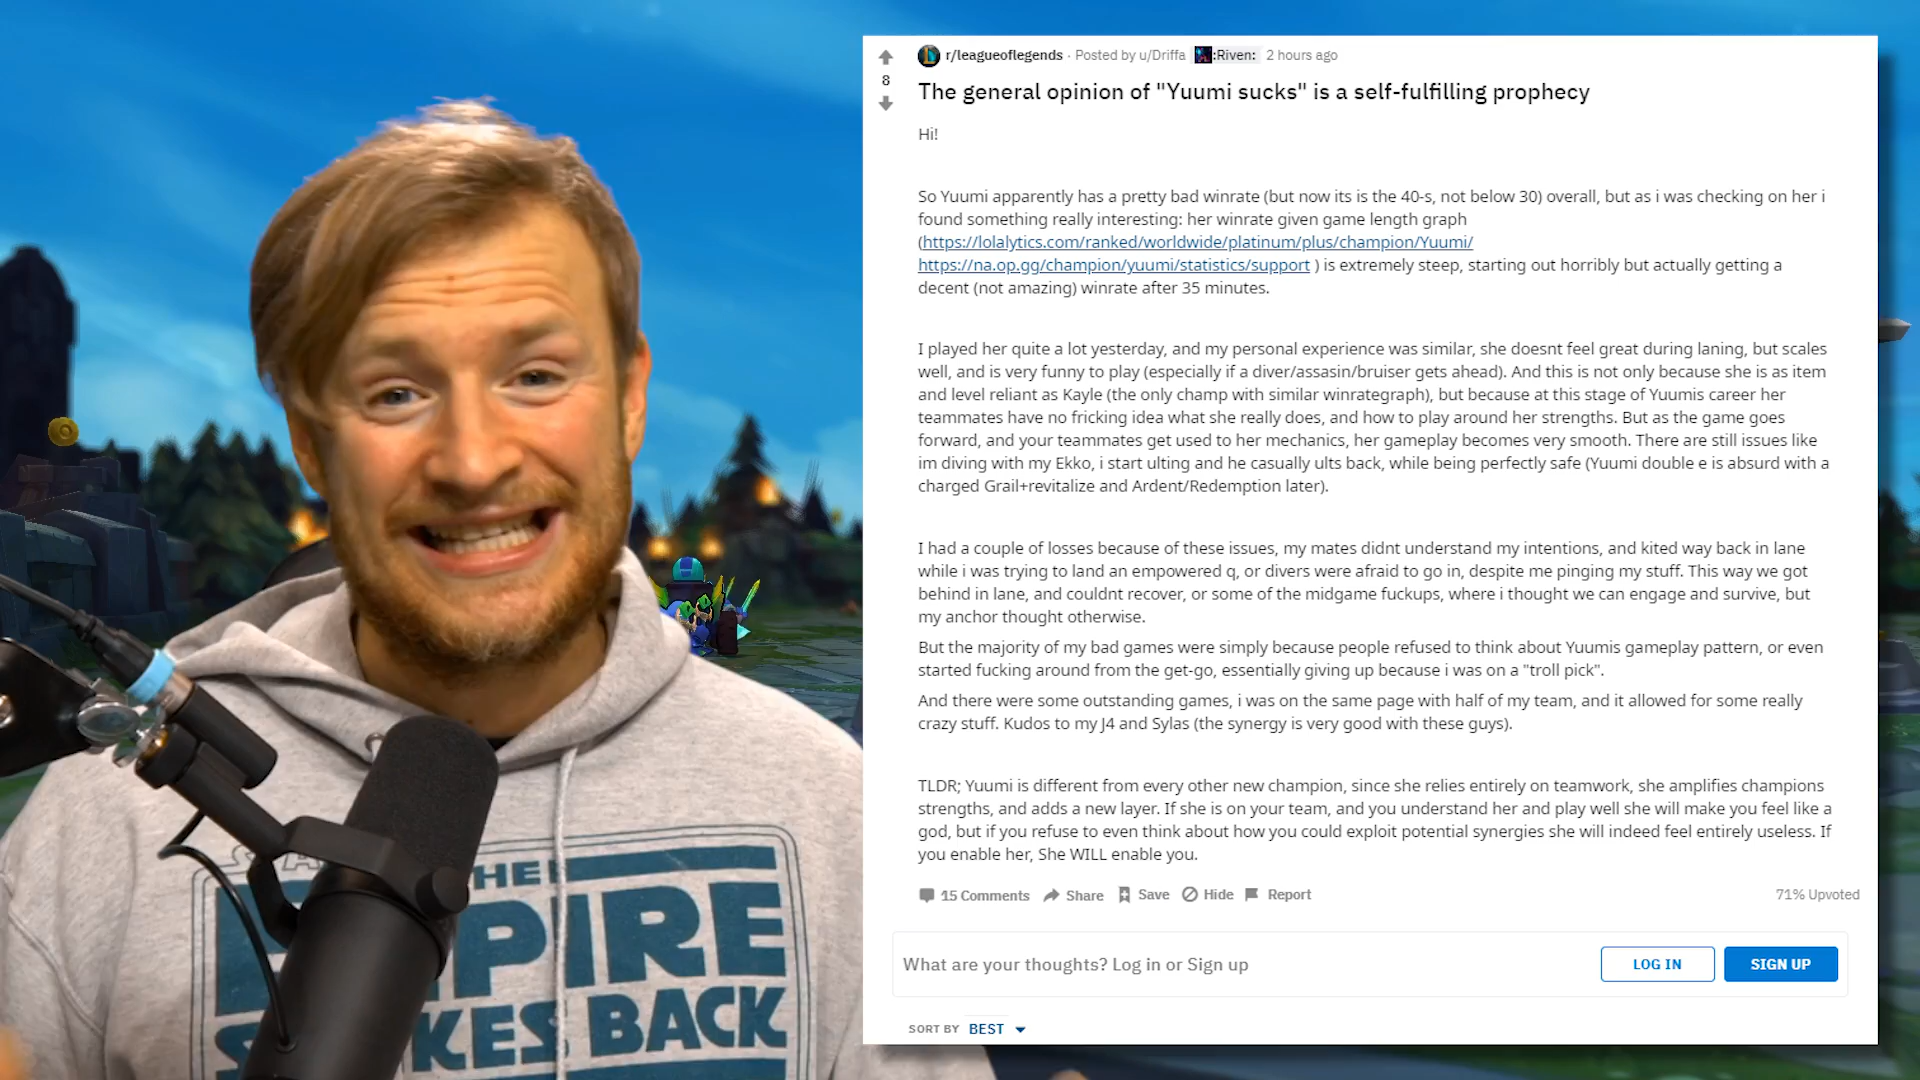 r/leagueoflegends · Posted by u/Driffa :Riven: 2 hours ago
8
The general opinion of "Yuumi sucks" is a self-fulfilling prophecy
Hi!
So Yuumi apparently has a pretty bad winrate (but now its is the 40-s, not below 30) overall, but as i was checking on her i
found something really interesting: her winrate given game length graph
(https://lolalytics.com/ranked/worldwide/platinum/plus/champion/Yuumi/
https://na.op.gg/champion/yuumi/statistics/support ) is extremely steep, starting out horribly but actually getting a
decent (not amazing) winrate after 35 minutes.
I played her quite a lot yesterday, and my personal experience was similar, she doesnt feel great during laning, but scales
well, and is very funny to play (especially if a diver/assasin/bruiser gets ahead). And this is not only because she is as item
and level reliant as Kayle (the only champ with similar winrategraph), but because at this stage of Yuumis career her
teammates have no fricking idea what she really does, and how to play around her strengths. But as the game goes
forward, and your teammates get used to her mechanics, her gameplay becomes very smooth. There are still issues like
im diving with my Ekko, i start ulting and he casually ults back, while being perfectly safe (Yuumi double e is absurd with a
charged Grail+revitalize and Ardent/Redemption later).
I had a couple of losses because of these issues, my mates didnt understand my intentions, and kited way back in lane
while i was trying to land an empowered q, or divers were afraid to go in, despite me pinging my stuff. This way we got
behind in lane, and couldnt recover, or some of the midgame fuckups, where i thought we can engage and survive, but
my anchor thought otherwise.
But the majority of my bad games were simply because people refused to think about Yuumis gameplay pattern, or even
started fucking around from the get-go, essentially giving up because i was on a "troll pick".
And there were some outstanding games, i was on the same page with half of my team, and it allowed for some really
crazy stuff. Kudos to my J4 and Sylas (the synergy is very good with these guys).
TLDR; Yuumi is different from every other new champion, since she relies entirely on teamwork, she amplifies champions
strengths, and adds a new layer. If she is on your team, and you understand her and play well she will make you feel like a
god, but if you refuse to even think about how you could exploit potential synergies she will indeed feel entirely useless. If
you enable her, She WILL enable you.
15 Comments Share Save Hide Report 71% Upvoted
What are your thoughts? Log in or Sign up LOG IN SIGN UP
SORT BY BEST
THE
PIRE
KES BACK